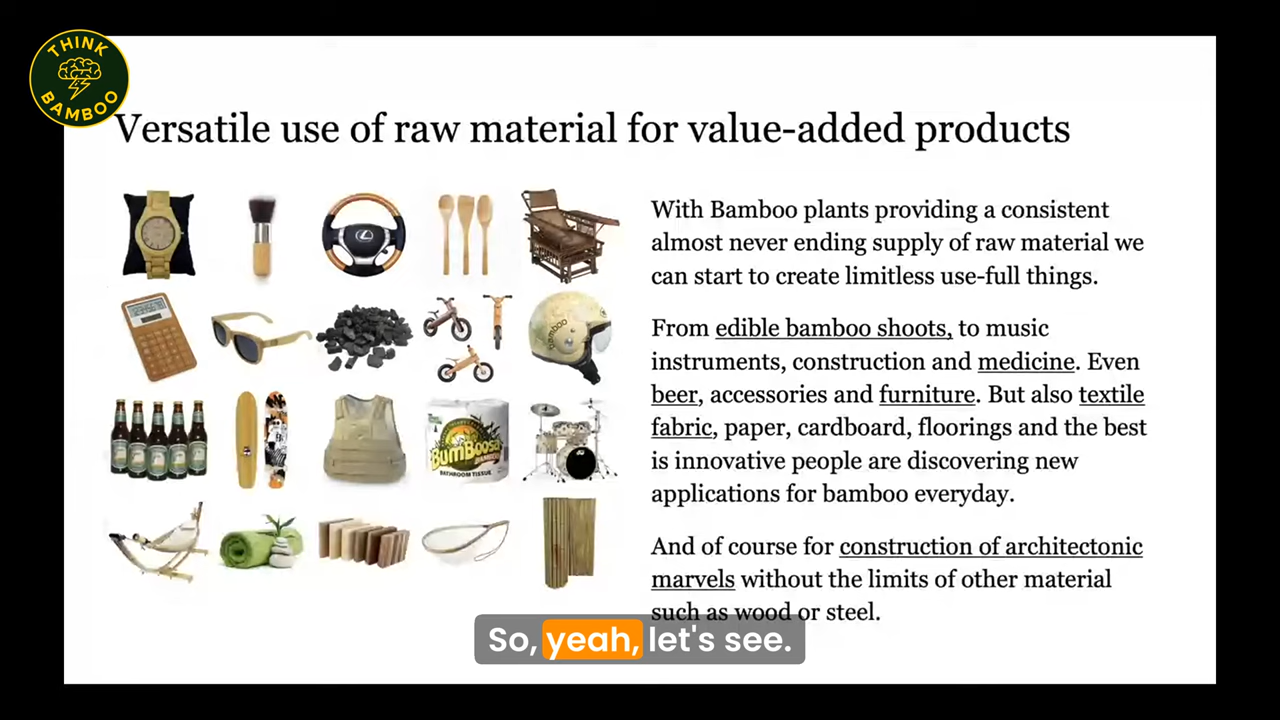 THINK
BAMBOO
Versatile use of raw material for value-added products
With Bamboo plants providing a consistent
almost never ending supply of raw material we
can start to create limitless use-full things.
From edible bamboo shoots, to music
instruments, construction and medicine. Even
beer, accessories and furniture. But also textile
fabric, paper, cardboard, floorings and the best
is innovative people are discovering new
applications for bamboo everyday.
And of course for construction of architectonic
marvels without the limits of other material
such as wood or steel.
bamboo
BumBoosa
BAMBOO
BATHROOM TISSUE
So, yeah, let's see.